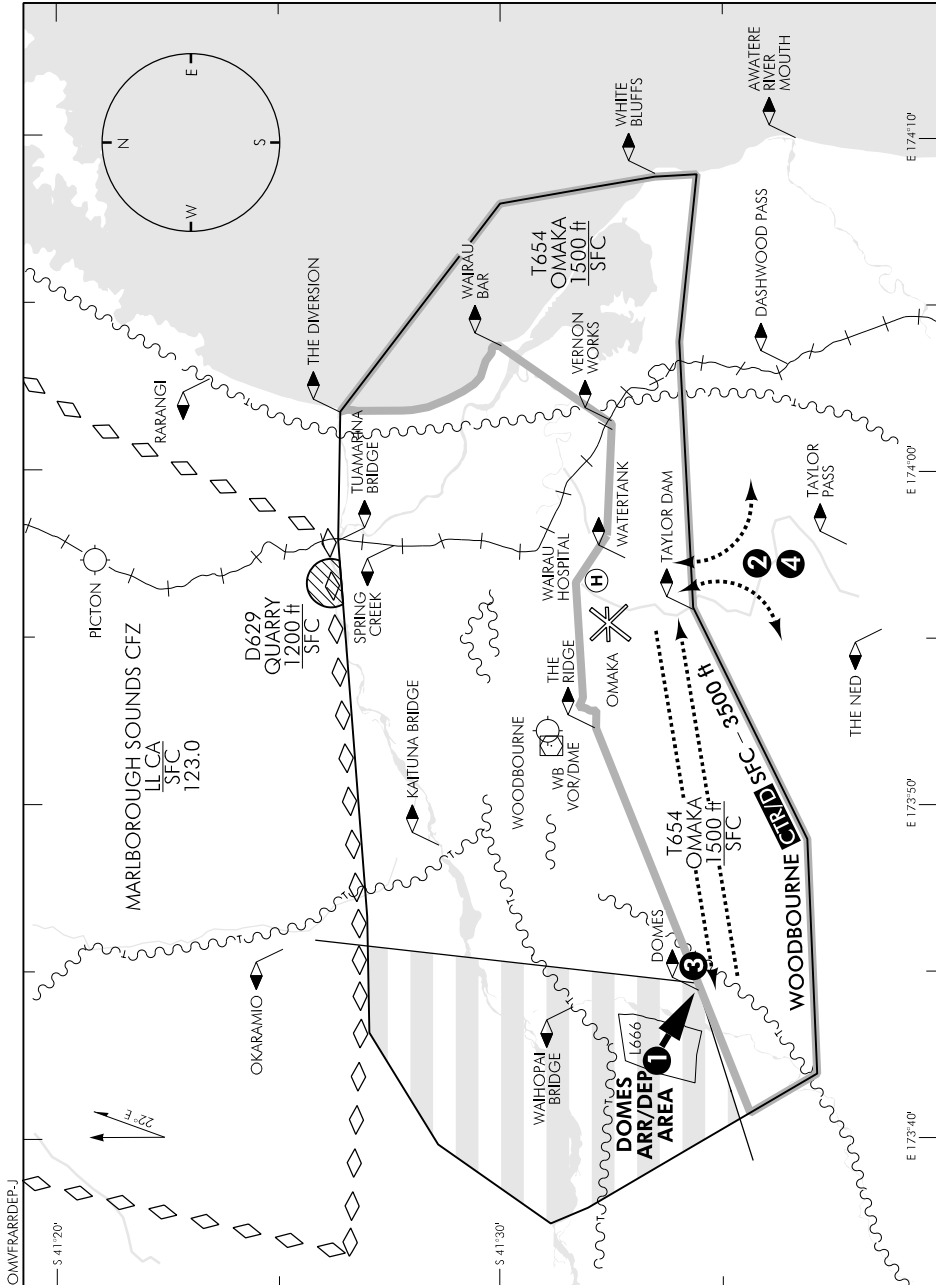 OMVFRARRDEP-J
S 41°20'
S 41°30'
E 173°40'
E 173°50'
E 174°00'
E 174°10'
22°E
N
E
S
W
MARLBOROUGH SOUNDS CFZ
LL CA
SFC
123.0
PICTON
RARANGI
THE DIVERSION
D629
QUARRY
1200 ft
SFC
TUAMARINA
BRIDGE
SPRING
CREEK
OKARAMIO
KAITUNA BRIDGE
WAIRAU
BAR
T654
OMAKA
1500 ft
SFC
WHITE
BLUFFS
AWATERE
RIVER
MOUTH
VERNON
WORKS
DASHWOOD PASS
WAIRAU
HOSPITAL
H
WATERTANK
TAYLOR DAM
TAYLOR
PASS
2
4
THE NED
THE
RIDGE
OMAKA
WOODBOURNE
WB
VOR/DME
T654
OMAKA
1500 ft
SFC
WOODBOURNE CTR/D SFC – 3500 ft
DOMES
3
WAIHOPAI
BRIDGE
L666
1
DOMES
ARR/DEP
AREA
T
T
T
T
T
T
T
T